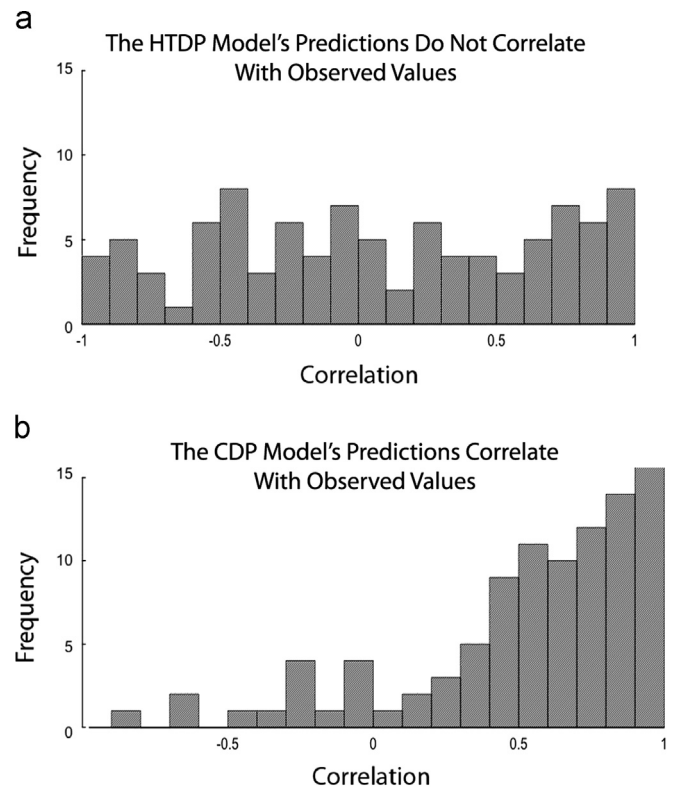 a
The HTDP Model's Predictions Do Not Correlate
With Observed Values
15
10
5
0
Frequency
-1
-0.5
0
0.5
1
Correlation
b
The CDP Model's Predictions Correlate
With Observed Values
15
10
5
0
Frequency
-0.5
0
0.5
1
Correlation